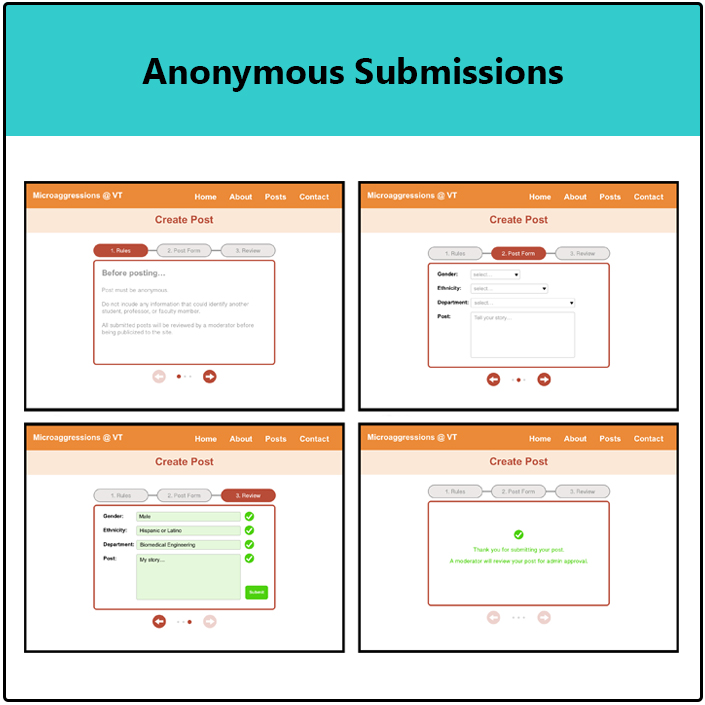 Anonymous Submissions
Microaggressions @ VT
Home About Posts Contact
Create Post
1. Rules 2. Post Form 3. Review
Before posting...
Post must be anonymous.
Do not include any information that could identify another
student, professor, or faculty member.
All submitted posts will be reviewed by a moderator before
being publicized to the site.
Microaggressions @ VT
Home About Posts Contact
Create Post
1. Rules 2. Post Form 3. Review
Gender: select...
Ethnicity: select...
Department: select...
Post: Tell your story...
Microaggressions @ VT
Home About Posts Contact
Create Post
1. Rules 2. Post Form 3. Review
Gender: Male
Ethnicity: Hispanic or Latino
Department: Biomedical Engineering
Post: My story....
Submit
Microaggressions @ VT
Home About Posts Contact
Create Post
1. Rules 2. Post Form 3. Review
Thank you for submitting your post.
A moderator will review your post for admin approval.